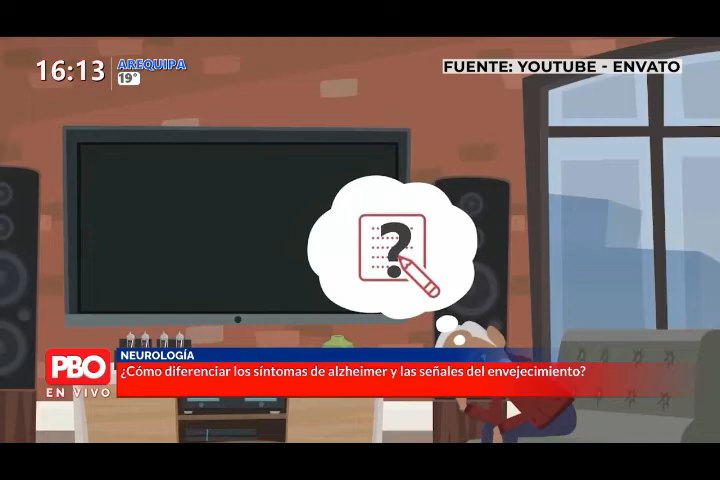 16:13
AREQUIPA
19°
FUENTE: YOUTUBE - ENVATO
?
PBO
EN VIVO
NEUROLOGÍA
¿Cómo diferenciar los síntomas de alzheimer y las señales del envejecimiento?